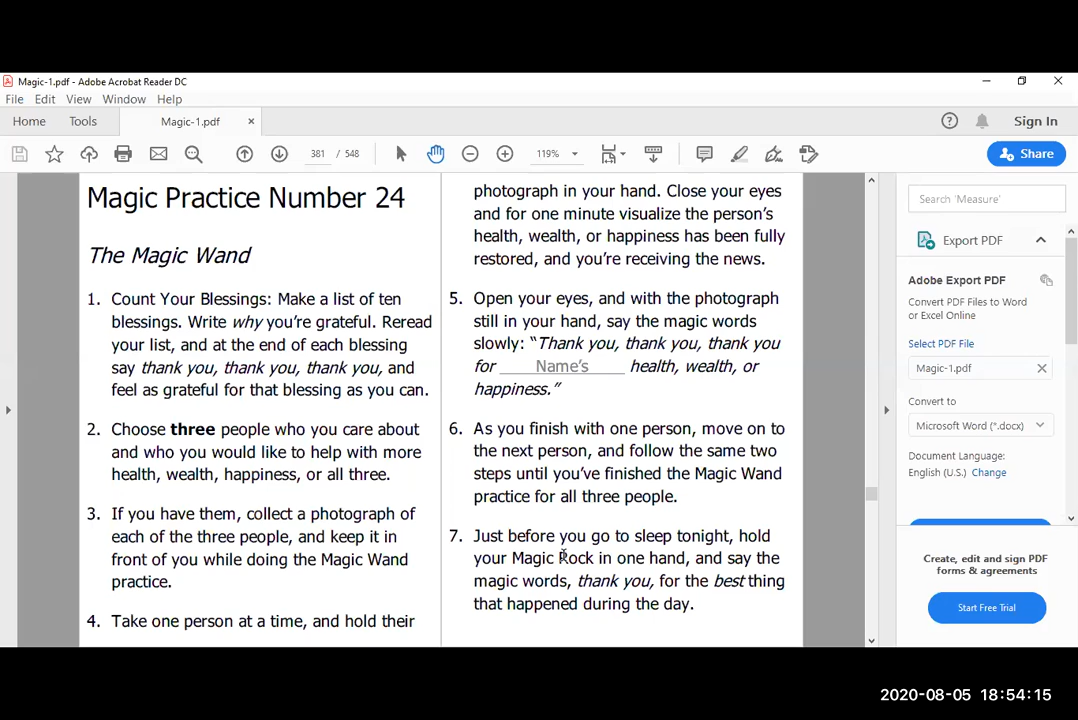 Magic-1.pdf - Adobe Acrobat Reader DC
File Edit View Window Help
Home Tools Magic-1.pdf × Sign In
381 / 548 119% Share
Magic Practice Number 24
The Magic Wand
1. Count Your Blessings: Make a list of ten
blessings. Write why you’re grateful. Reread
your list, and at the end of each blessing
say thank you, thank you, thank you, and
feel as grateful for that blessing as you can.
2. Choose three people who you care about
and who you would like to help with more
health, wealth, happiness, or all three.
3. If you have them, collect a photograph of
each of the three people, and keep it in
front of you while doing the Magic Wand
practice.
4. Take one person at a time, and hold their
photograph in your hand. Close your eyes
and for one minute visualize the person’s
health, wealth, or happiness has been fully
restored, and you’re receiving the news.
5. Open your eyes, and with the photograph
still in your hand, say the magic words
slowly: “Thank you, thank you, thank you
for ____Name’s____ health, wealth, or
happiness.”
6. As you finish with one person, move on to
the next person, and follow the same two
steps until you’ve finished the Magic Wand
practice for all three people.
7. Just before you go to sleep tonight, hold
your Magic Rock in one hand, and say the
magic words, thank you, for the best thing
that happened during the day.
Search 'Measure'
Export PDF
Adobe Export PDF
Convert PDF Files to Word
or Excel Online
Select PDF File
Magic-1.pdf
Convert to
Microsoft Word (*.docx)
Document Language:
English (U.S.) Change
Create, edit and sign PDF
forms & agreements
Start Free Trial
2020-08-05 18:54:15